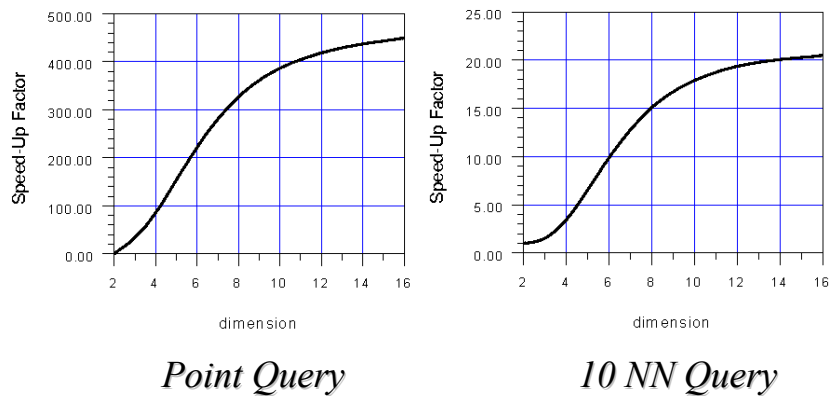 Speed-Up Factor
500.00
400.00
300.00
200.00
100.00
0.00
2 4 6 8 10 12 14 16
dimension
Point Query
Speed-Up Factor
25.00
20.00
15.00
10.00
5.00
0.00
2 4 6 8 10 12 14 16
dimension
10 NN Query